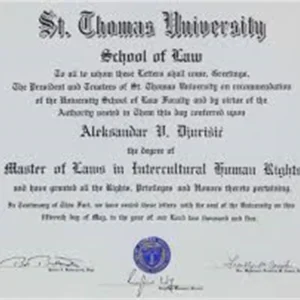 St. Thomas University
School of Law
To all to whom these Letters shall come, Greetings,
The President and Trustees of St. Thomas University on recommendation
of the University School of Law Faculty and by virtue of the
Authority vested in Them this day conferred upon
Aleksandar V. Djurišić
the degree of
Master of Laws in Intercultural Human Rights
and have granted all the Rights, Privileges and Honors thereto pertaining.
In Testimony of This Fact, we have sealed these letters with the seal of the University on this
fifteenth day of May, in the year of our Lord two thousand and five.